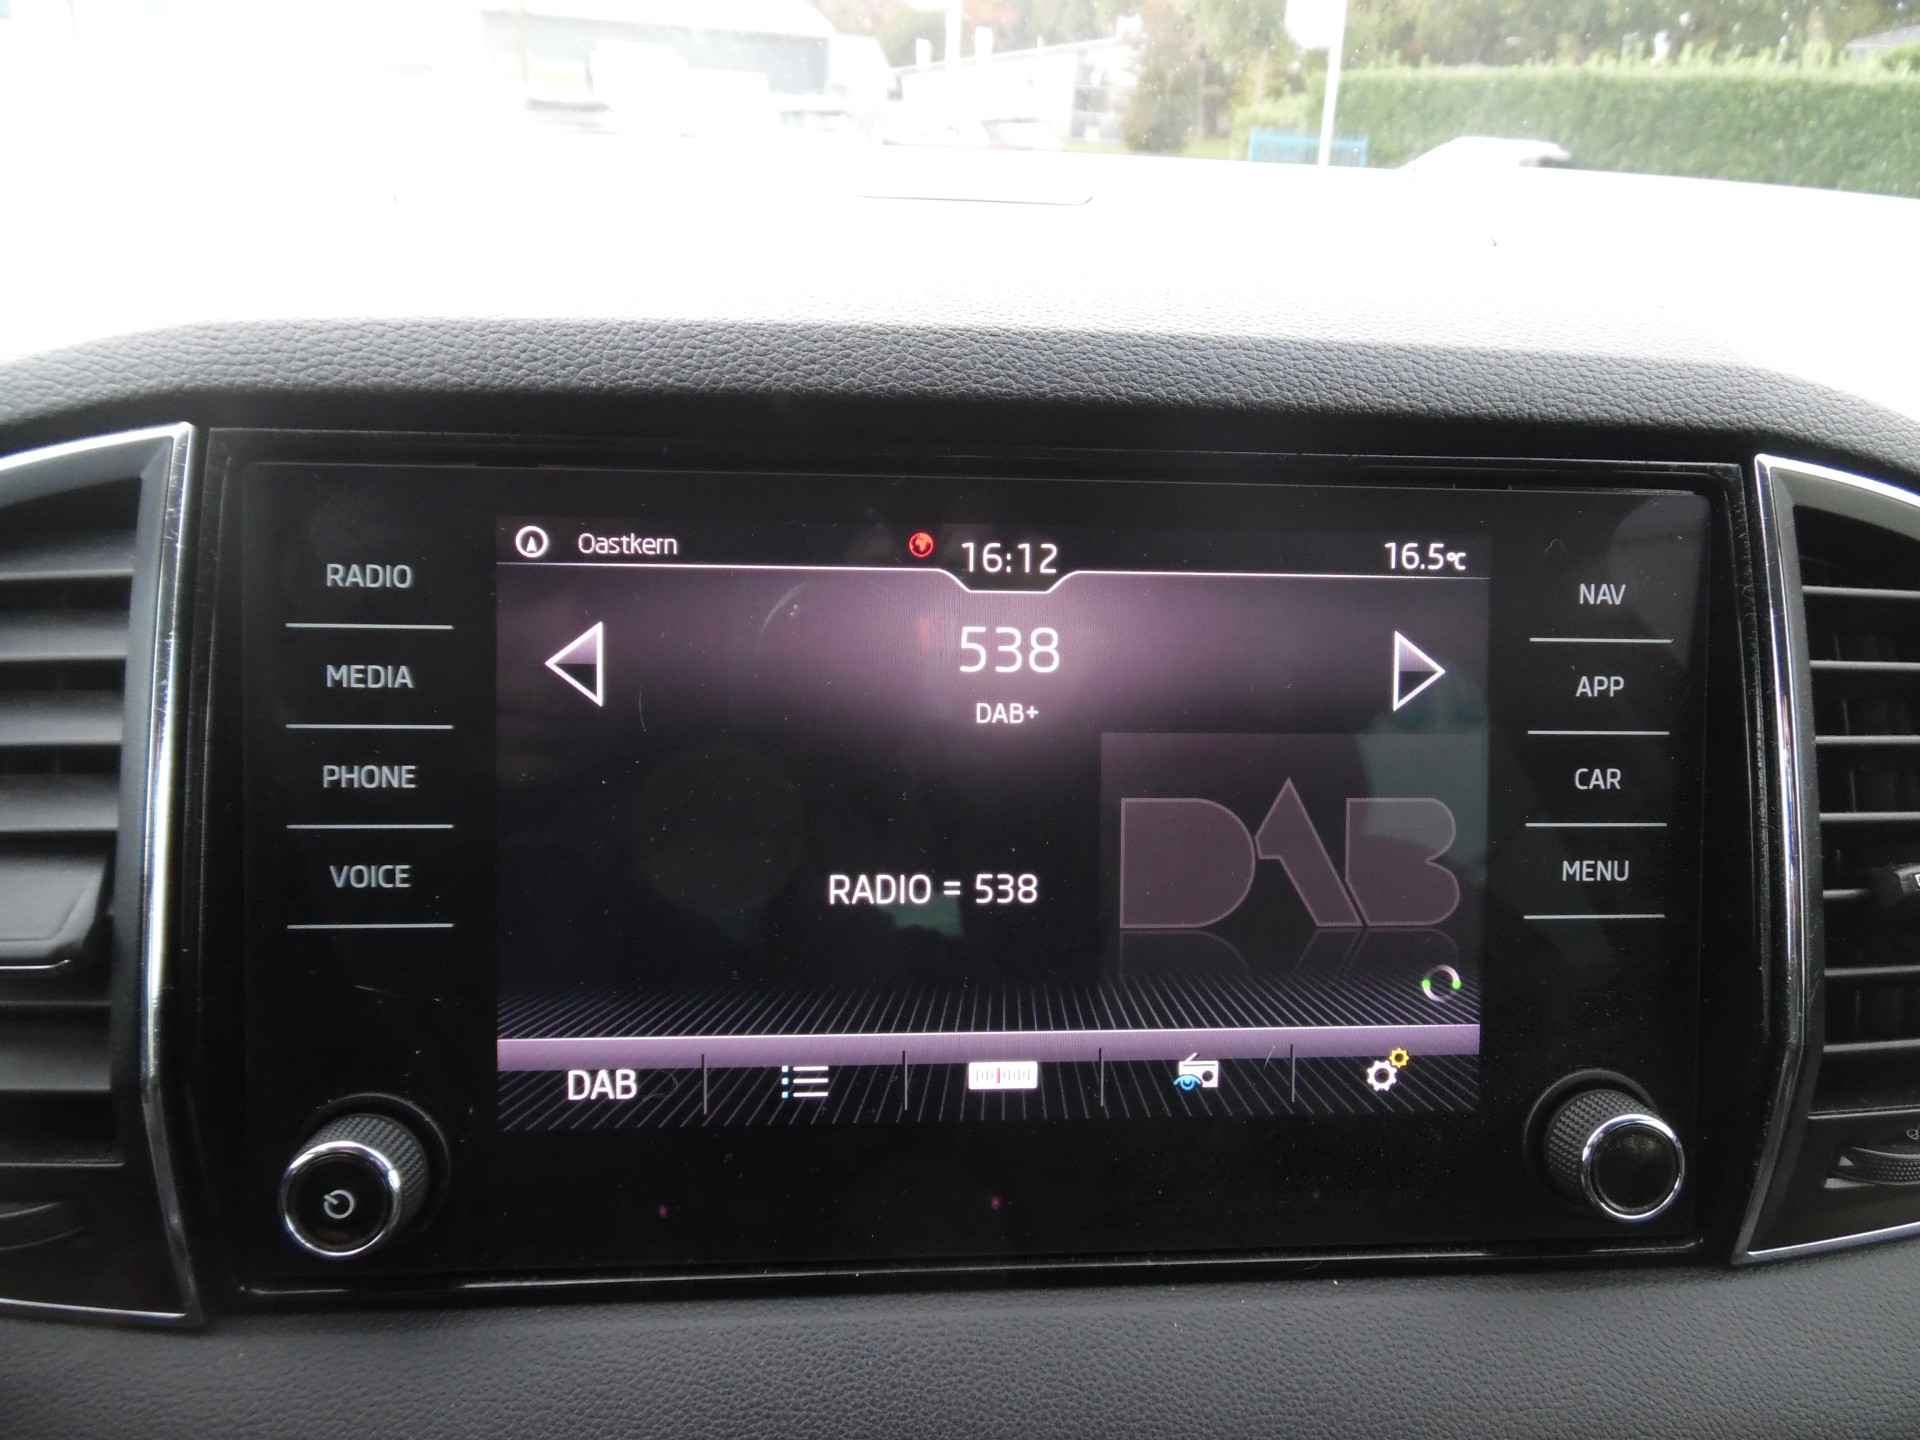 Oastkern
16:12
16.5°C
RADIO
MEDIA
PHONE
VOICE
538
DAB+
RADIO = 538
DAB
DAB
NAV
APP
CAR
MENU